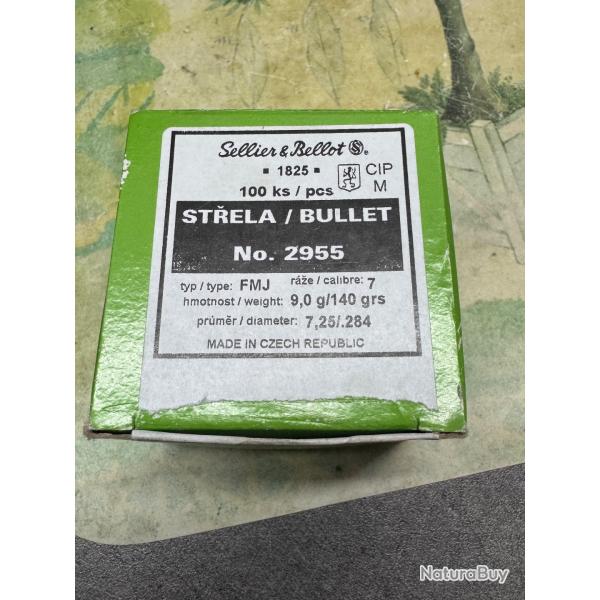 Sellier & Bellot S&B®
▪ 1825 ▪
100 ks / pcs
CIP
M
STŘELA / BULLET
No. 2955
typ / type: FMJ ráže / calibre: 7
hmotnost / weight: 9,0 g/140 grs
průměr / diameter: 7,25/.284
MADE IN CZECH REPUBLIC
NaturaBuy